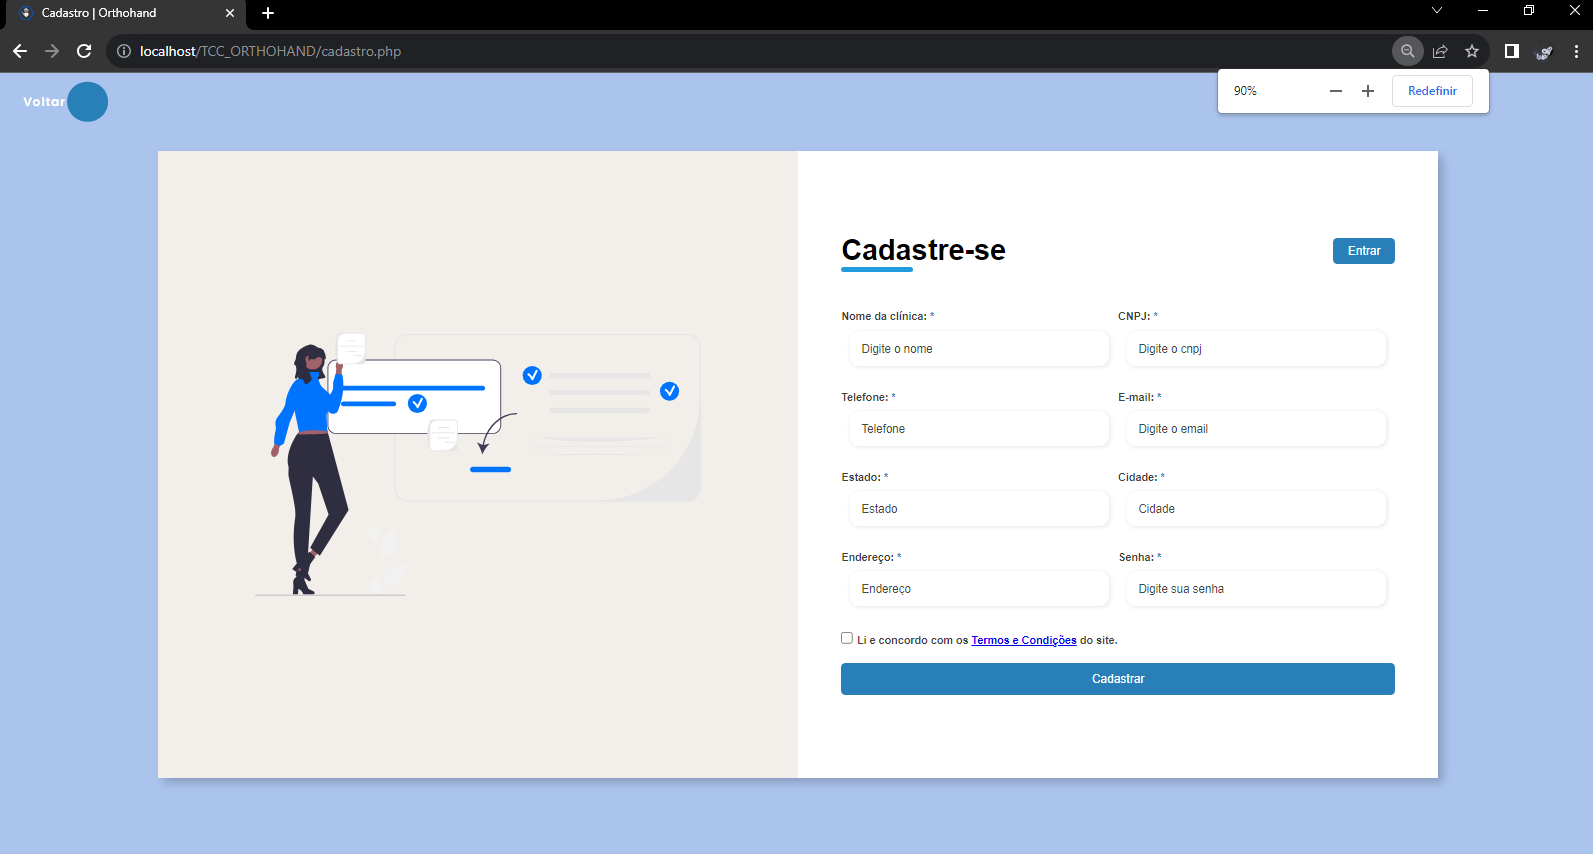 Cadastro | Orthohand
localhost/TCC_ORTHOHAND/cadastro.php
90%
Redefinir
Voltar
Cadastre-se
Entrar
Nome da clínica: * CNPJ: *
Digite o nome Digite o cnpj
Telefone: * E-mail: *
Telefone Digite o email
Estado: * Cidade: *
Estado Cidade
Endereço: * Senha: *
Endereço Digite sua senha
Li e concordo com os Termos e Condições do site.
Cadastrar